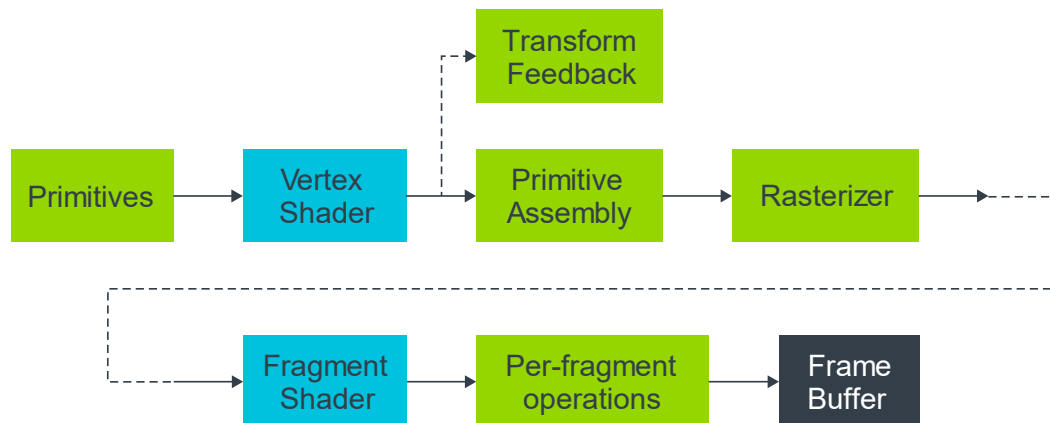 Transform
Feedback
Primitives
Vertex
Shader
Primitive
Assembly
Rasterizer
Fragment
Shader
Per-fragment
operations
Frame
Buffer